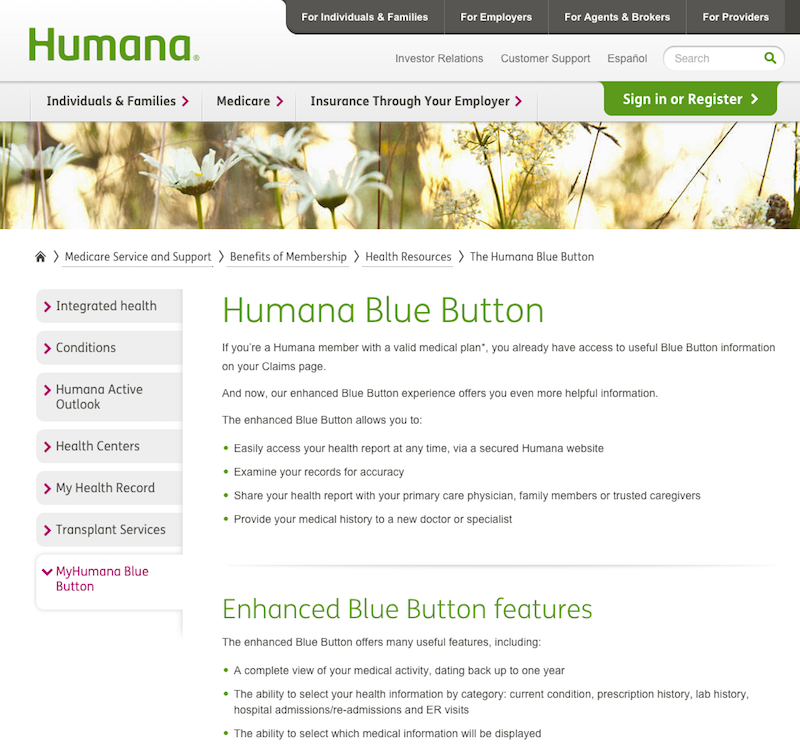 For Individuals & Families
For Employers
For Agents & Brokers
For Providers
Humana®
Investor Relations
Customer Support
Español
Search
Individuals & Families
Medicare
Insurance Through Your Employer
Sign in or Register
Medicare Service and Support
Benefits of Membership
Health Resources
The Humana Blue Button
Integrated health
Conditions
Humana Active
Outlook
Health Centers
My Health Record
Transplant Services
MyHumana Blue
Button
Humana Blue Button
If you're a Humana member with a valid medical plan*, you already have access to useful Blue Button information
on your Claims page.
And now, our enhanced Blue Button experience offers you even more helpful information.
The enhanced Blue Button allows you to:
Easily access your health report at any time, via a secured Humana website
Examine your records for accuracy
Share your health report with your primary care physician, family members or trusted caregivers
Provide your medical history to a new doctor or specialist
Enhanced Blue Button features
The enhanced Blue Button offers many useful features, including:
A complete view of your medical activity, dating back up to one year
The ability to select your health information by category: current condition, prescription history, lab history,
hospital admissions/re-admissions and ER visits
The ability to select which medical information will be displayed